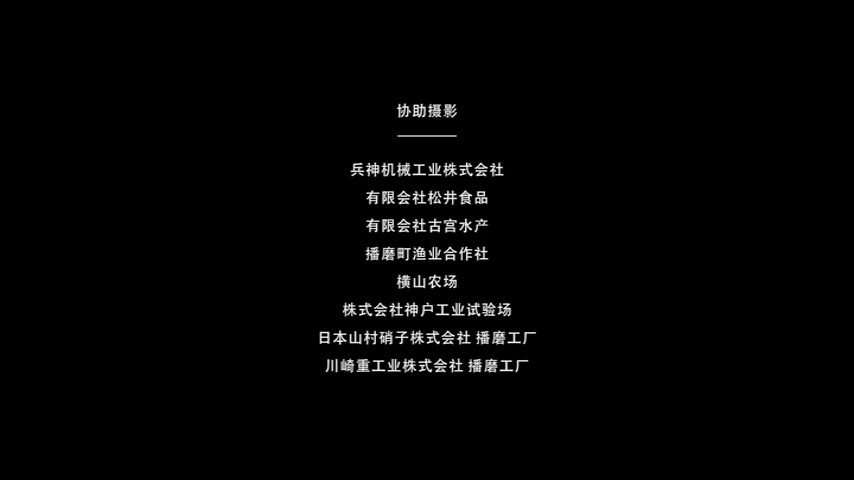 协助摄影
兵神机械工业株式会社
有限会社松井食品
有限会社古宫水产
播磨町渔业合作社
横山农场
株式会社神户工业试验场
日本山村硝子株式会社 播磨工厂
川崎重工业株式会社 播磨工厂